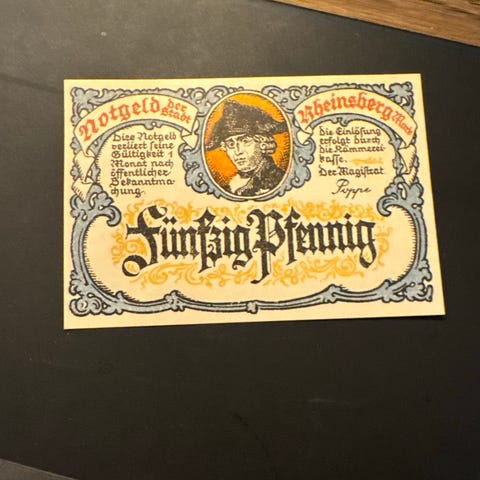 Notgeld der Stadt Rheinsberg Mark
Dies Notgeld
verliert seine
Gültigkeit 1
Monat nach
öffentlicher
Bekanntma-
chung.
die Einlösung
erfolgt durch
die Kämmerei-
kasse.
Der Magistrat
Poppe
Fünfzig Pfennig